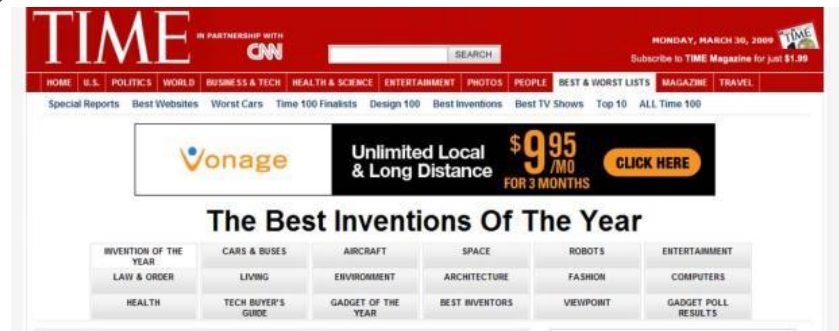 TIME
IN PARTNERSHIP WITH
CNN
SEARCH
MONDAY, MARCH 30, 2009
TIME
Subscribe to TIME Magazine for just $1.99
HOME U.S. POLITICS WORLD BUSINESS & TECH HEALTH & SCIENCE ENTERTAINMENT PHOTOS PEOPLE BEST & WORST LISTS MAGAZINE TRAVEL
Special Reports Best Websites Worst Cars Time 100 Finalists Design 100 Best Inventions Best TV Shows Top 10 ALL Time 100
Vonage
Unlimited Local
& Long Distance
$9.95
/MO
FOR 3 MONTHS
CLICK HERE
The Best Inventions Of The Year
INVENTION OF THE YEAR CARS & BUSES AIRCRAFT SPACE ROBOTS ENTERTAINMENT
LAW & ORDER LIVING ENVIRONMENT ARCHITECTURE FASHION COMPUTERS
HEALTH TECH BUYER'S GUIDE GADGET OF THE YEAR BEST INVENTORS VIEWPOINT GADGET POLL RESULTS